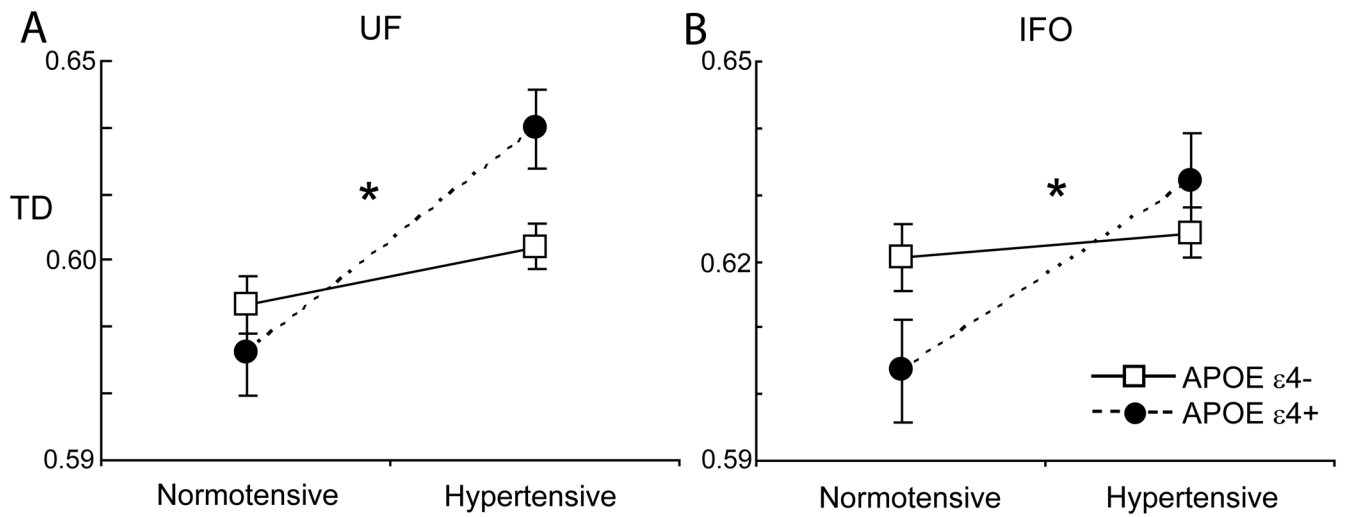 A
UF
0.65
TD
0.60
0.59
Normotensive
Hypertensive
*
B
IFO
0.65
0.62
0.59
Normotensive
Hypertensive
*
APOE ε4-
APOE ε4+